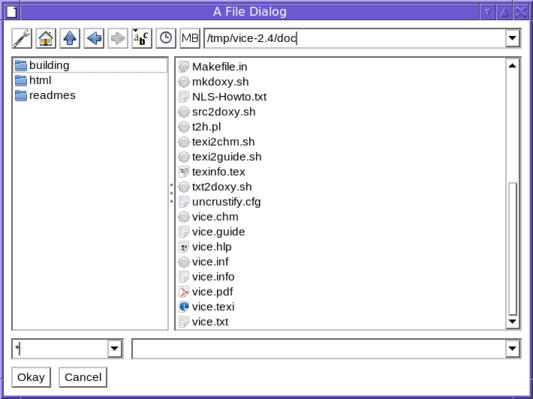 A File Dialog
abc MB /tmp/vice-2.4/doc
building
html
readmes
Makefile.in
mkdoxy.sh
NLS-Howto.txt
src2doxy.sh
t2h.pl
texi2chm.sh
texi2guide.sh
texinfo.tex
txt2doxy.sh
uncrustify.cfg
vice.chm
vice.guide
vice.hlp
vice.inf
vice.info
vice.pdf
vice.texi
vice.txt
*
Okay Cancel